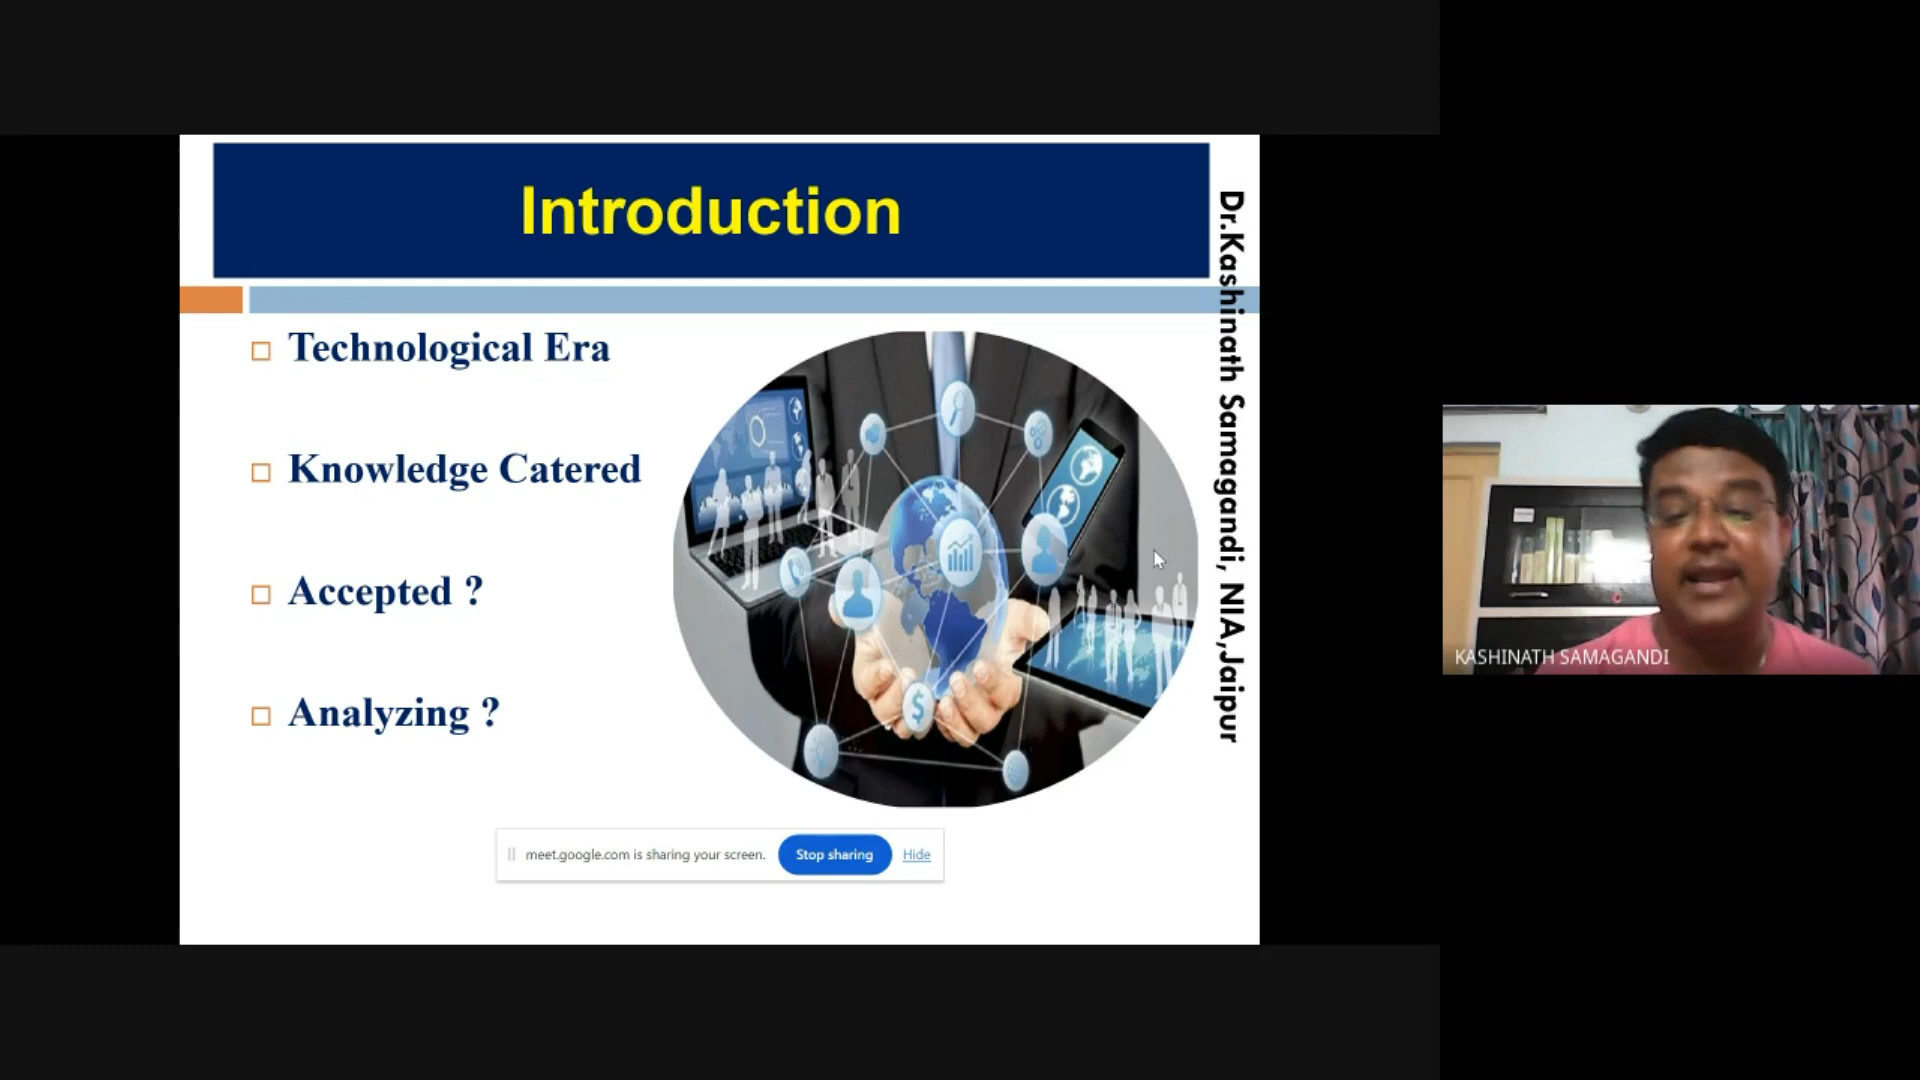 Introduction
Technological Era
Knowledge Catered
Accepted ?
Analyzing ?
Dr.Kashinath Samagandi, NIA,Jaipur
$
meet.google.com is sharing your screen.
Stop sharing
Hide
KASHINATH SAMAGANDI